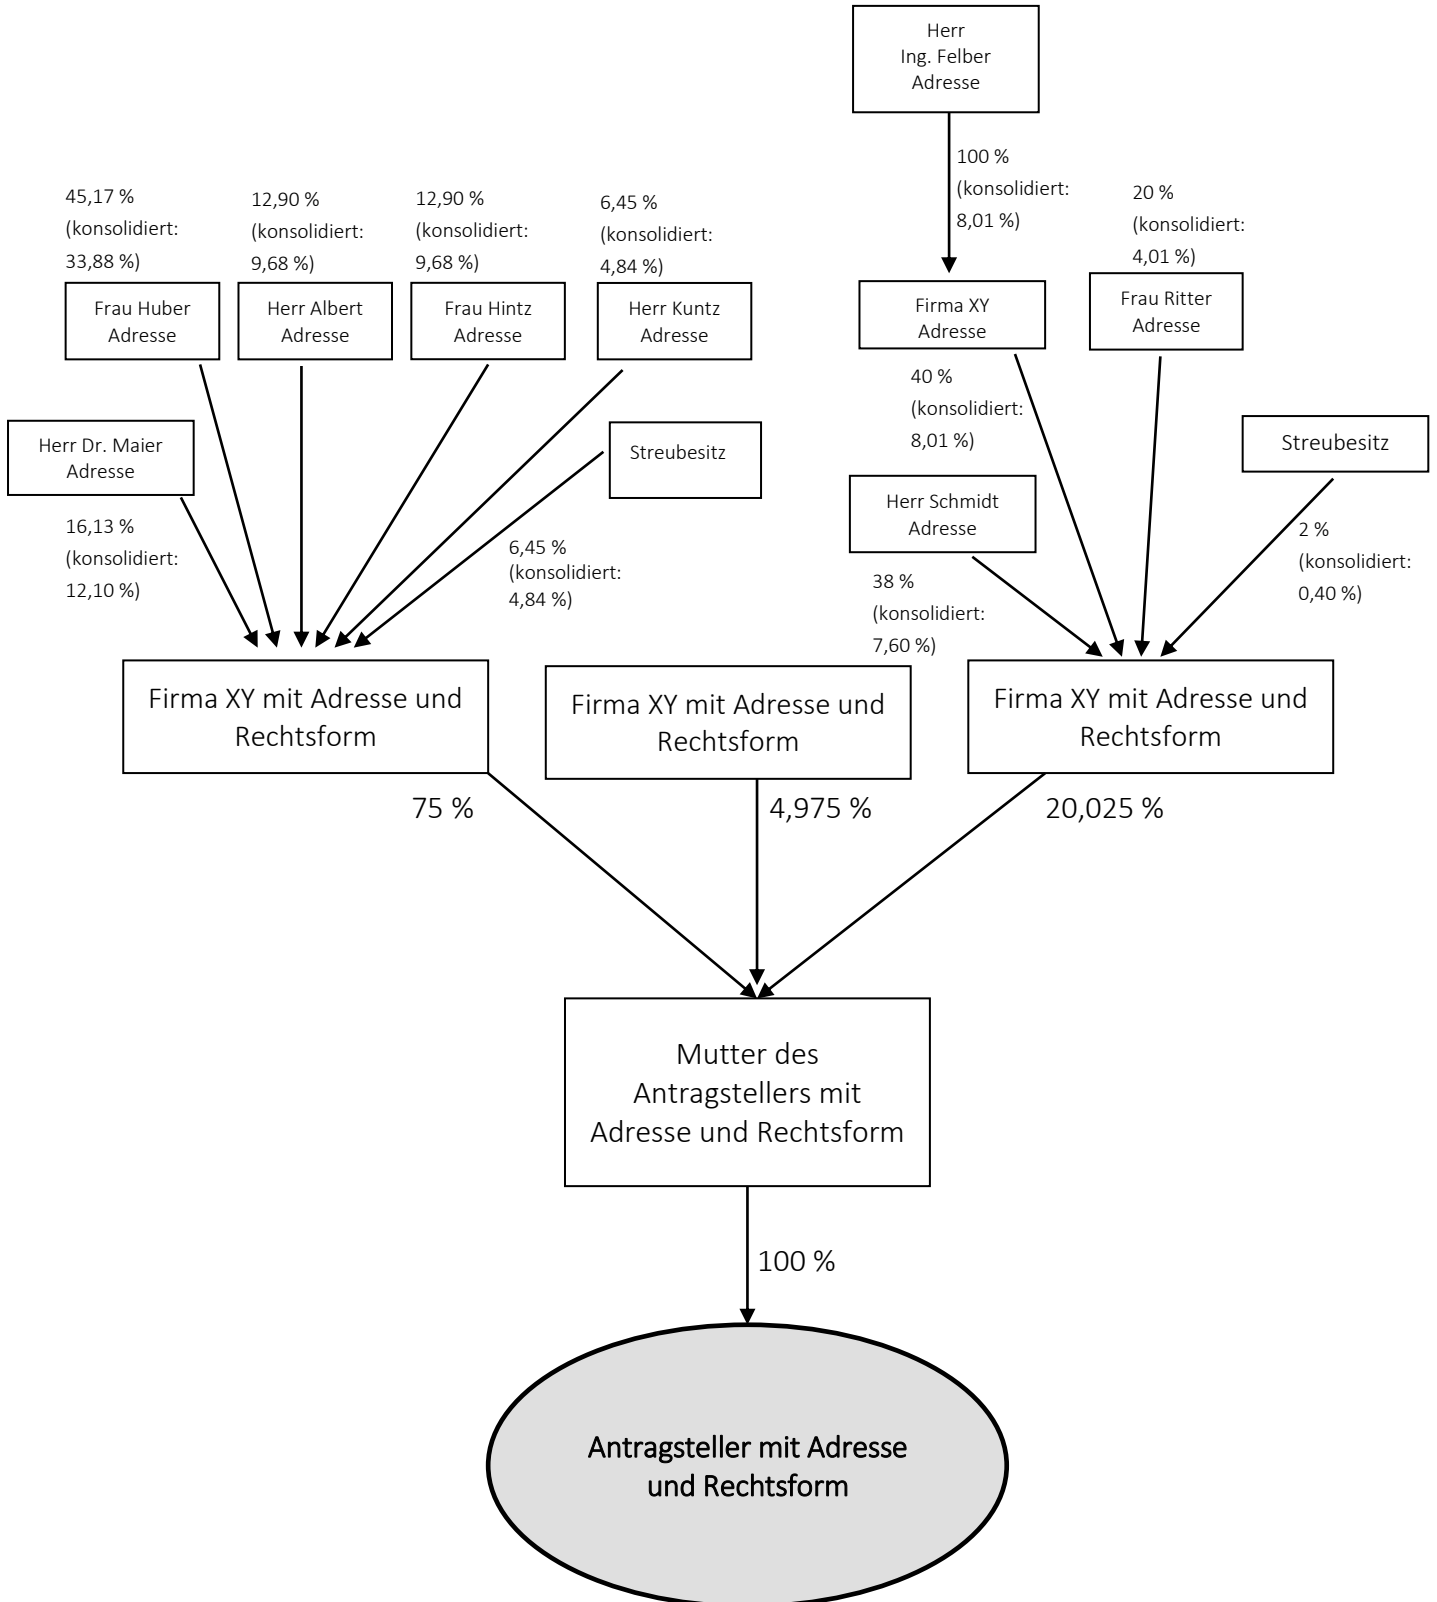 Herr
Ing. Felber
Adresse
100 %
(konsolidiert:
8,01 %)
45,17 %
(konsolidiert:
33,88 %)
12,90 %
(konsolidiert:
9,68 %)
12,90 %
(konsolidiert:
9,68 %)
6,45 %
(konsolidiert:
4,84 %)
20 %
(konsolidiert:
4,01 %)
Frau Huber
Adresse
Herr Albert
Adresse
Frau Hintz
Adresse
Herr Kuntz
Adresse
Firma XY
Adresse
Frau Ritter
Adresse
40 %
(konsolidiert:
8,01 %)
Herr Dr. Maier
Adresse
Streubesitz
Streubesitz
Herr Schmidt
Adresse
16,13 %
(konsolidiert:
12,10 %)
6,45 %
(konsolidiert:
4,84 %)
38 %
(konsolidiert:
7,60 %)
2 %
(konsolidiert:
0,40 %)
Firma XY mit Adresse und
Rechtsform
Firma XY mit Adresse und
Rechtsform
Firma XY mit Adresse und
Rechtsform
75 %
4,975 %
20,025 %
Mutter des
Antragstellers mit
Adresse und Rechtsform
100 %
Antragsteller mit Adresse
und Rechtsform